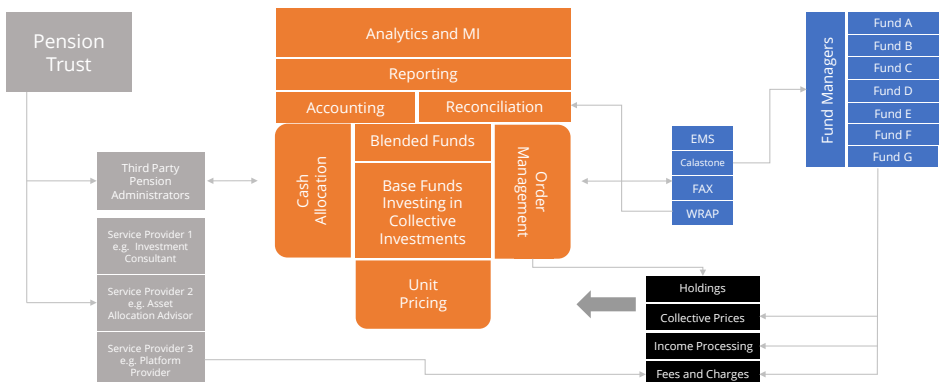 Pension
Trust
Third Party
Pension
Administrators
Service Provider 1
e.g. Investment
Consultant
Service Provider 2
e.g. Asset
Allocation Advisor
Service Provider 3
e.g. Platform
Provider
Analytics and MI
Reporting
Accounting
Reconciliation
Cash
Allocation
Blended Funds
Base Funds
Investing in
Collective
Investments
Order
Management
Unit
Pricing
EMS
Calastone
FAX
WRAP
Holdings
Collective Prices
Income Processing
Fees and Charges
Fund Managers
Fund A
Fund B
Fund C
Fund D
Fund E
Fund F
Fund G